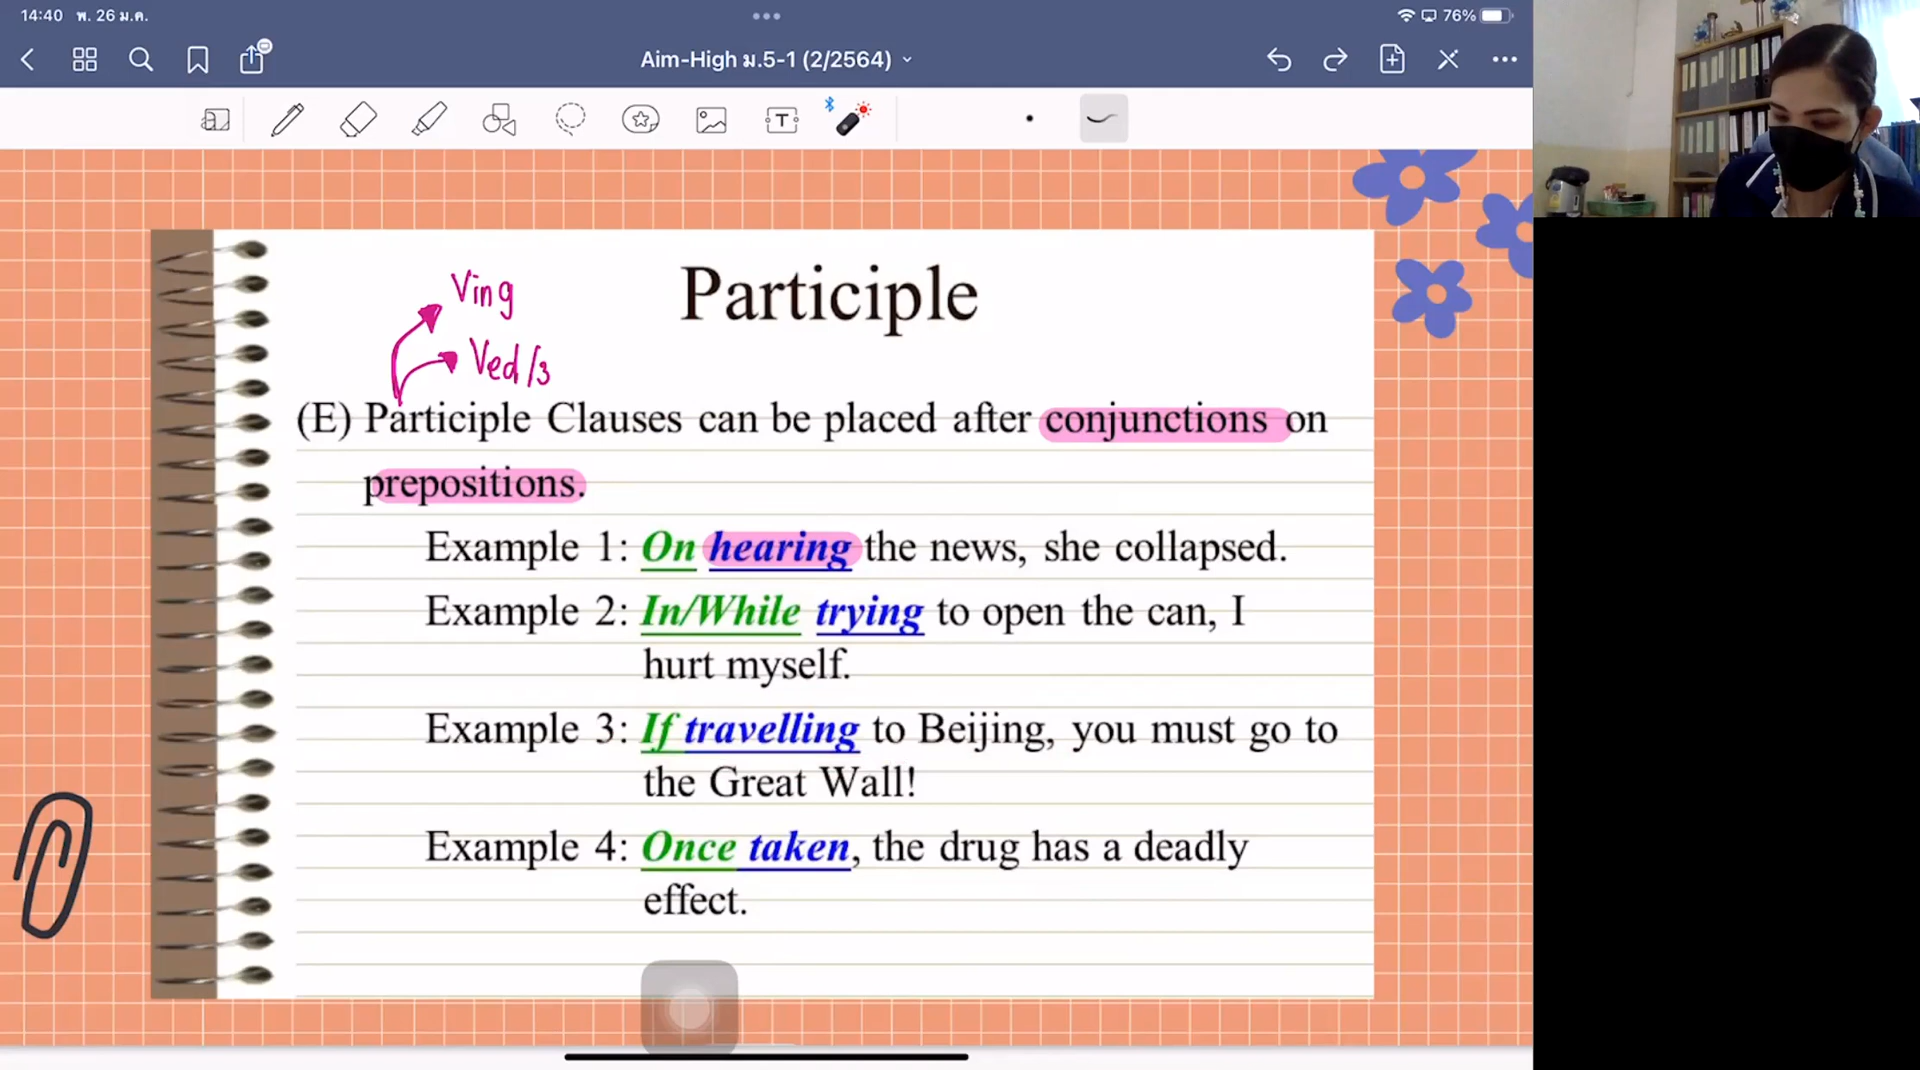 14:40 พ. 26 ม.ค.
76%
Aim-High ม.5-1 (2/2564)
T
Participle
Ving
Ved/3
(E) Participle Clauses can be placed after conjunctions on
prepositions.
Example 1: On hearing the news, she collapsed.
Example 2: In/While trying to open the can, I
hurt myself.
Example 3: If travelling to Beijing, you must go to
the Great Wall!
Example 4: Once taken, the drug has a deadly
effect.